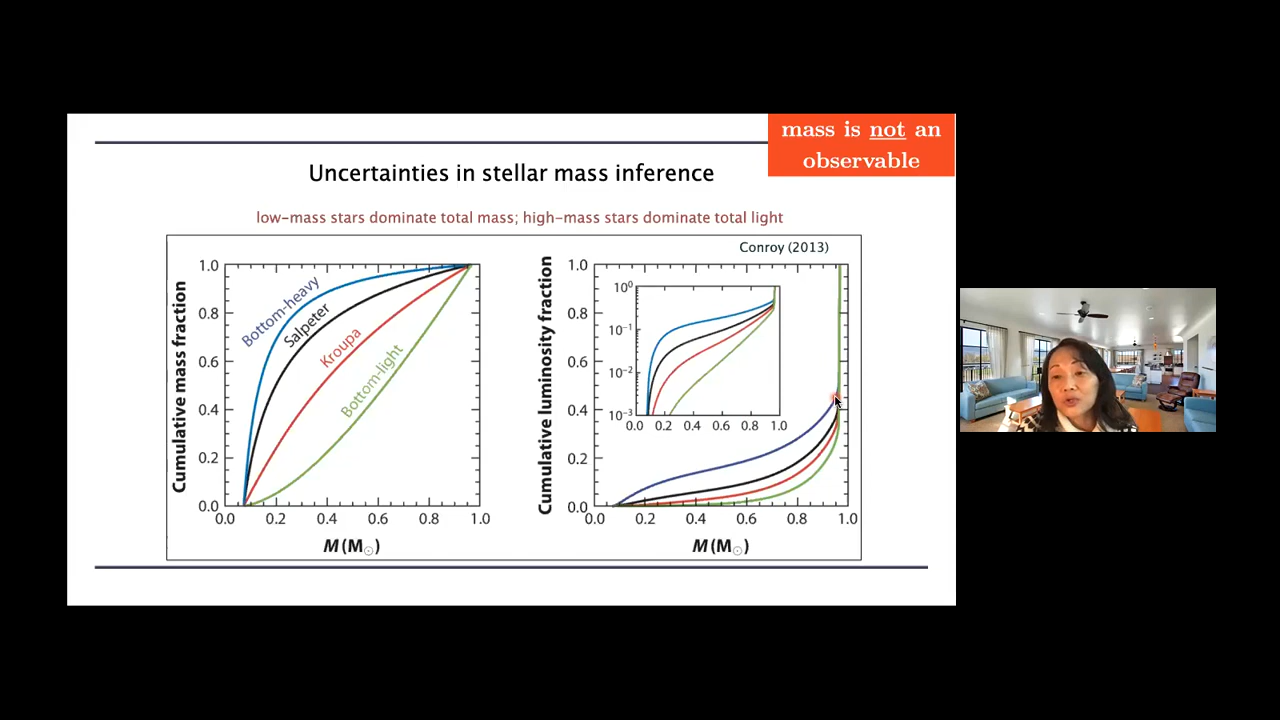 mass is not an
observable
Uncertainties in stellar mass inference
low-mass stars dominate total mass; high-mass stars dominate total light
Conroy (2013)
Cumulative mass fraction
1.0
0.8
0.6
0.4
0.2
0.0
0.0 0.2 0.4 0.6 0.8 1.0
M (M☉)
Bottom-heavy
Salpeter
Kroupa
Bottom-light
Cumulative luminosity fraction
1.0
0.8
0.6
0.4
0.2
0.0
0.0 0.2 0.4 0.6 0.8 1.0
M (M☉)
10⁰
10⁻¹
10⁻²
10⁻³
0.0 0.2 0.4 0.6 0.8 1.0